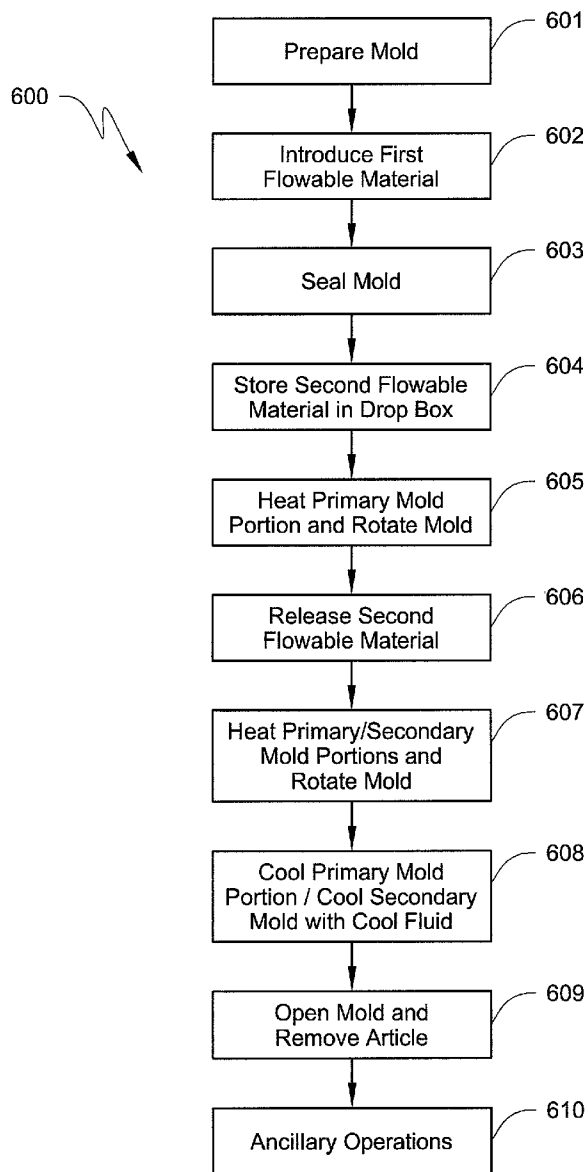 601
Prepare Mold
600
602
Introduce First
Flowable Material
603
Seal Mold
604
Store Second Flowable
Material in Drop Box
605
Heat Primary Mold
Portion and Rotate Mold
606
Release Second
Flowable Material
607
Heat Primary/Secondary
Mold Portions and
Rotate Mold
608
Cool Primary Mold
Portion / Cool Secondary
Mold with Cool Fluid
609
Open Mold and
Remove Article
610
Ancillary Operations